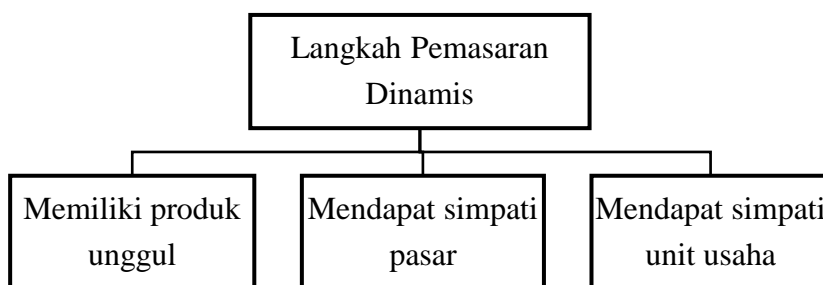 Langkah Pemasaran
Dinamis
Memiliki produk
unggul
Mendapat simpati
pasar
Mendapat simpati
unit usaha